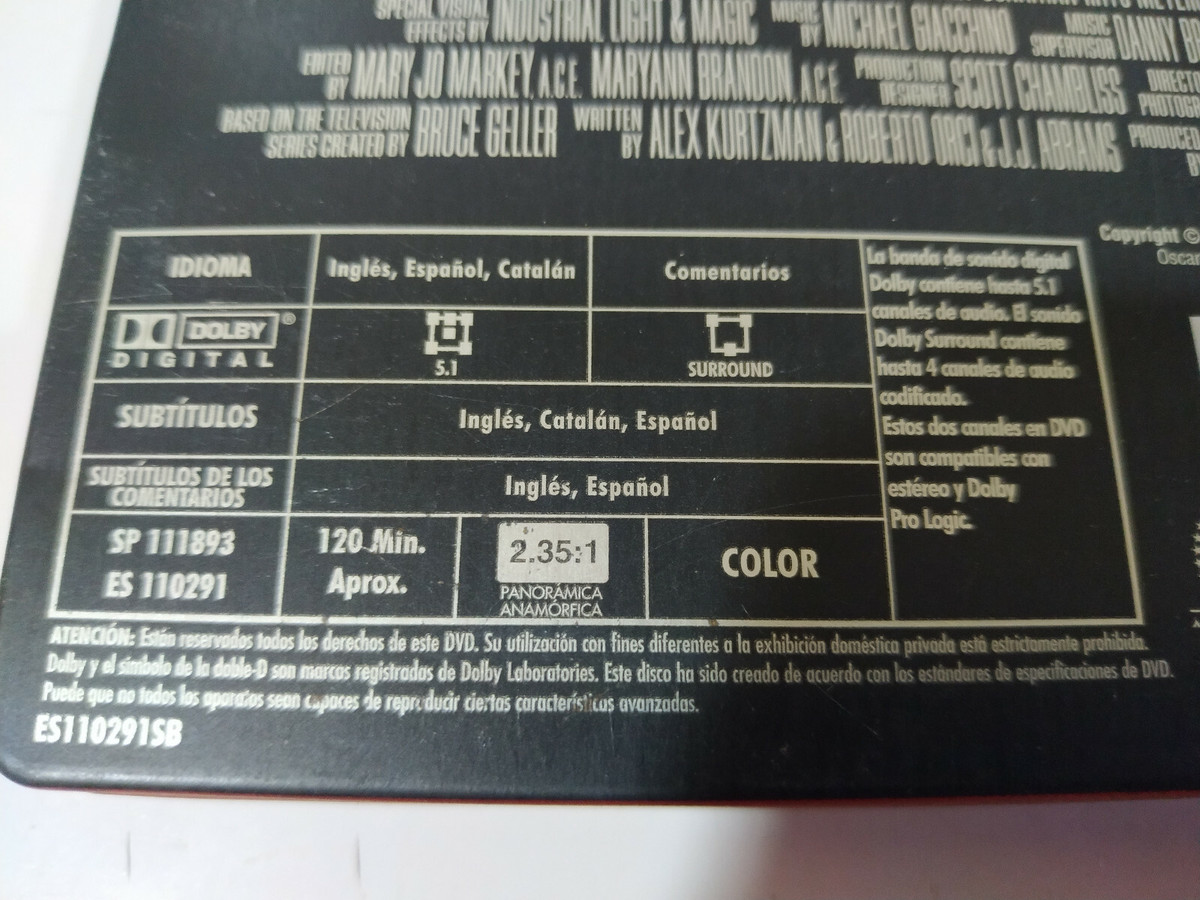 SPECIAL VISUAL
EFFECTS BY INDUSTRIAL LIGHT & MAGIC MUSIC BY MICHAEL GIACCHINO MUSIC SUPERVISOR DANNY
EDITED BY MARY JO MARKEY, A.C.E. MARYANN BRANDON, A.C.E. PRODUCTION DESIGNER SCOTT CHAMBLISS
BASED ON THE TELEVISION
SERIES CREATED BY BRUCE GELLER WRITTEN BY ALEX KURTZMAN & ROBERTO ORCI & J.J. ABRAMS PRODUCED
Copyright ©
IDIOMA
Inglés, Español, Catalán
Comentarios
DOLBY®
DIGITAL
5.1
SURROUND
SUBTÍTULOS
Inglés, Catalán, Español
SUBTÍTULOS DE LOS
COMENTARIOS
Inglés, Español
SP 111893
ES 110291
120 Min.
Aprox.
2.35:1
PANORÁMICA
ANAMÓRFICA
COLOR
La banda de sonido digital
Dolby contiene hasta 5.1
canales de audio. El sonido
Dolby Surround contiene
hasta 4 canales de audio
codificado.
Estos dos canales en DVD
son compatibles con
estéreo y Dolby
Pro Logic.
ATENCIÓN: Están reservados todos los derechos de este DVD. Su utilización con fines diferentes a la exhibición doméstica privada está estrictamente prohibida.
Dolby y el símbolo de la doble-D son marcas registradas de Dolby Laboratories. Este disco ha sido creado de acuerdo con los estándares de especificaciones de DVD.
Puede que no todos los aparatos sean capaces de reproducir ciertas características avanzadas.
ES110291SB